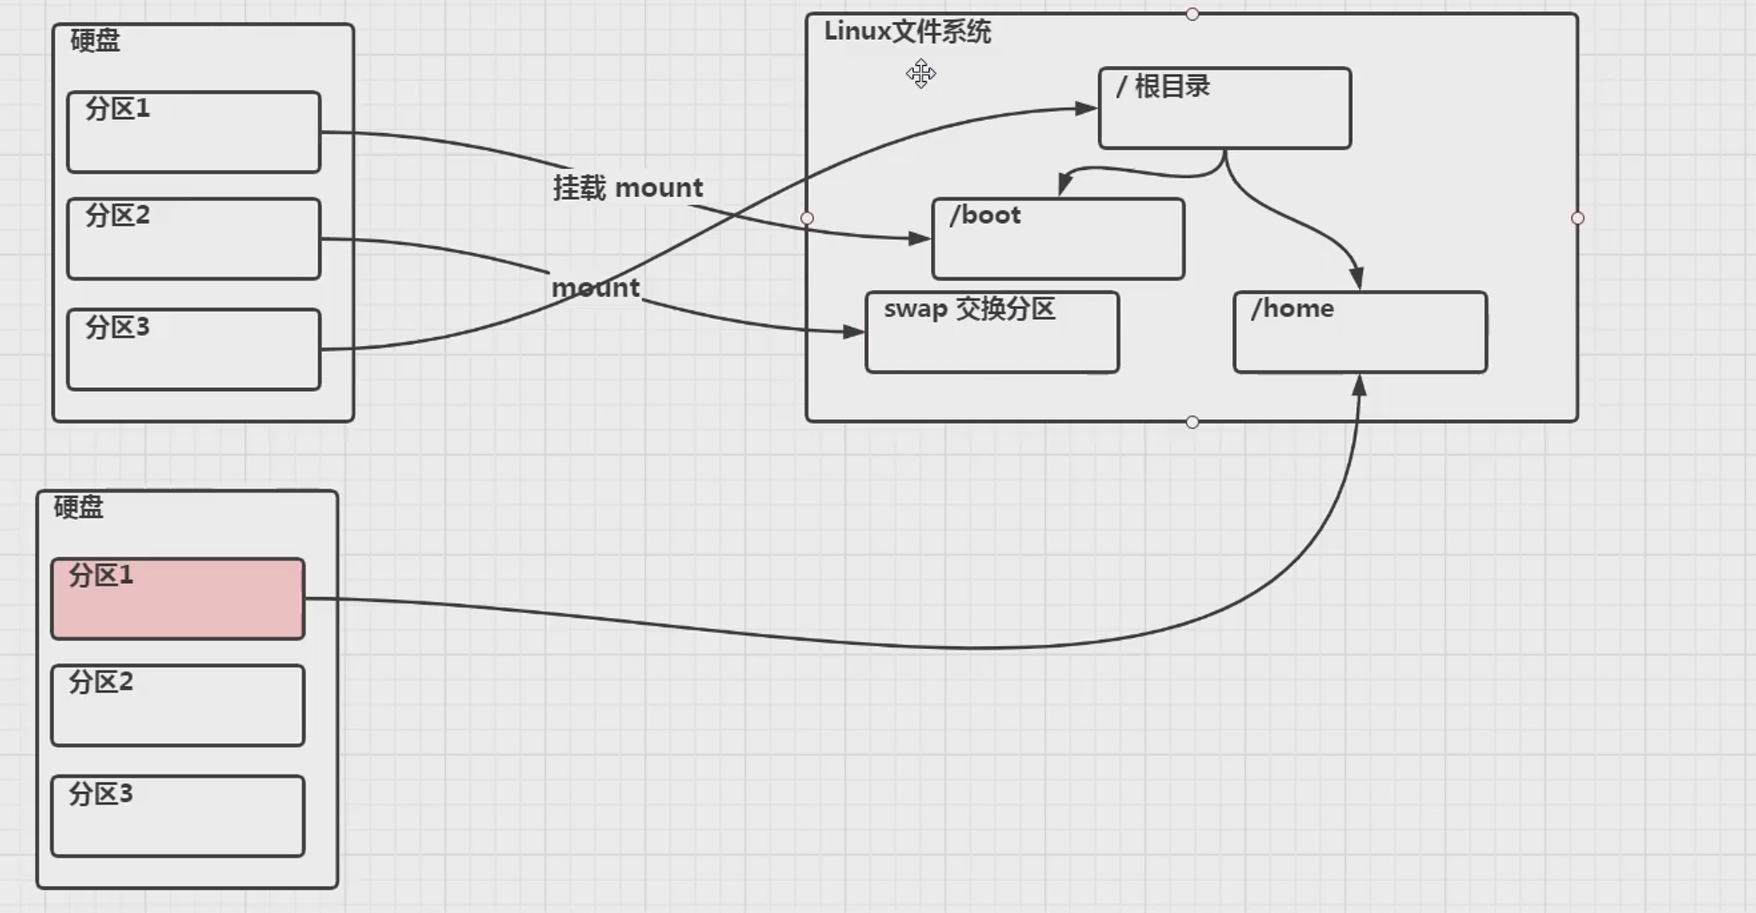 硬盘
分区1
分区2
分区3
挂载 mount
mount
Linux文件系统
/ 根目录
/boot
swap 交换分区
/home
硬盘
分区1
分区2
分区3